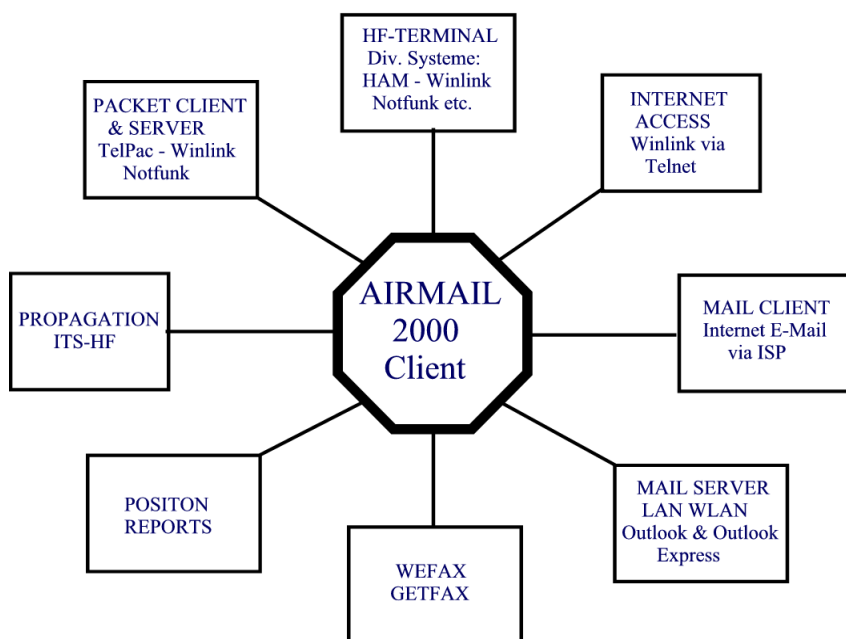 HF-TERMINAL
Div. Systeme:
HAM - Winlink
Notfunk etc.
PACKET CLIENT
& SERVER
TelPac - Winlink
Notfunk
INTERNET
ACCESS
Winlink via
Telnet
AIRMAIL
2000
Client
PROPAGATION
ITS-HF
MAIL CLIENT
Internet E-Mail
via ISP
POSITON
REPORTS
WEFAX
GETFAX
MAIL SERVER
LAN WLAN
Outlook & Outlook
Express